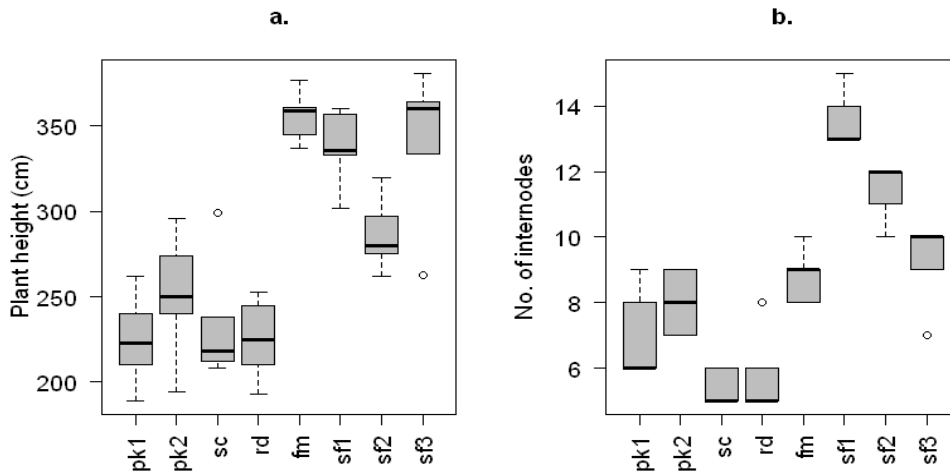 a.
Plant height (cm)
350
300
250
200
pk1
pk2
sc
rd
fm
sf1
sf2
sf3
b.
No. of internodes
14
12
10
8
6
pk1
pk2
sc
rd
fm
sf1
sf2
sf3